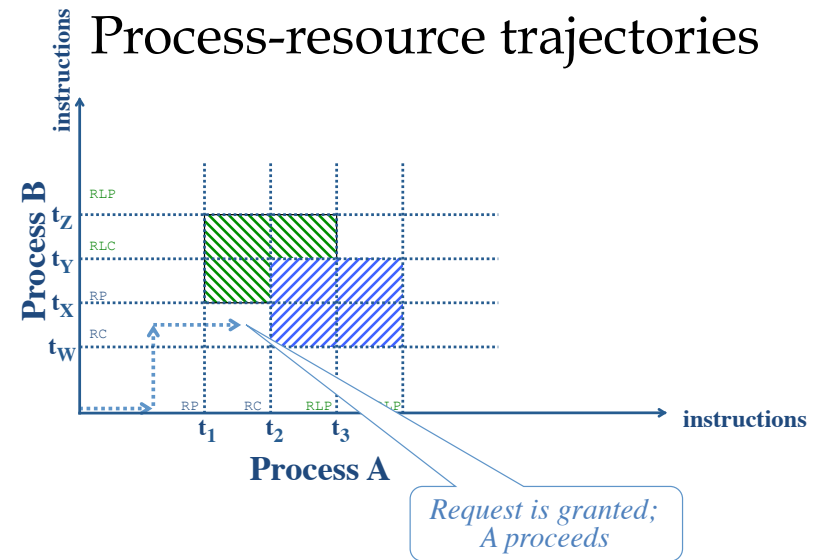 Process-resource trajectories
instructions
Process B
RLP
tZ
RLC
tY
RP
tX
RC
tW
RP RC RLP LP
t1 t2 t3
instructions
Process A
Request is granted;
A proceeds